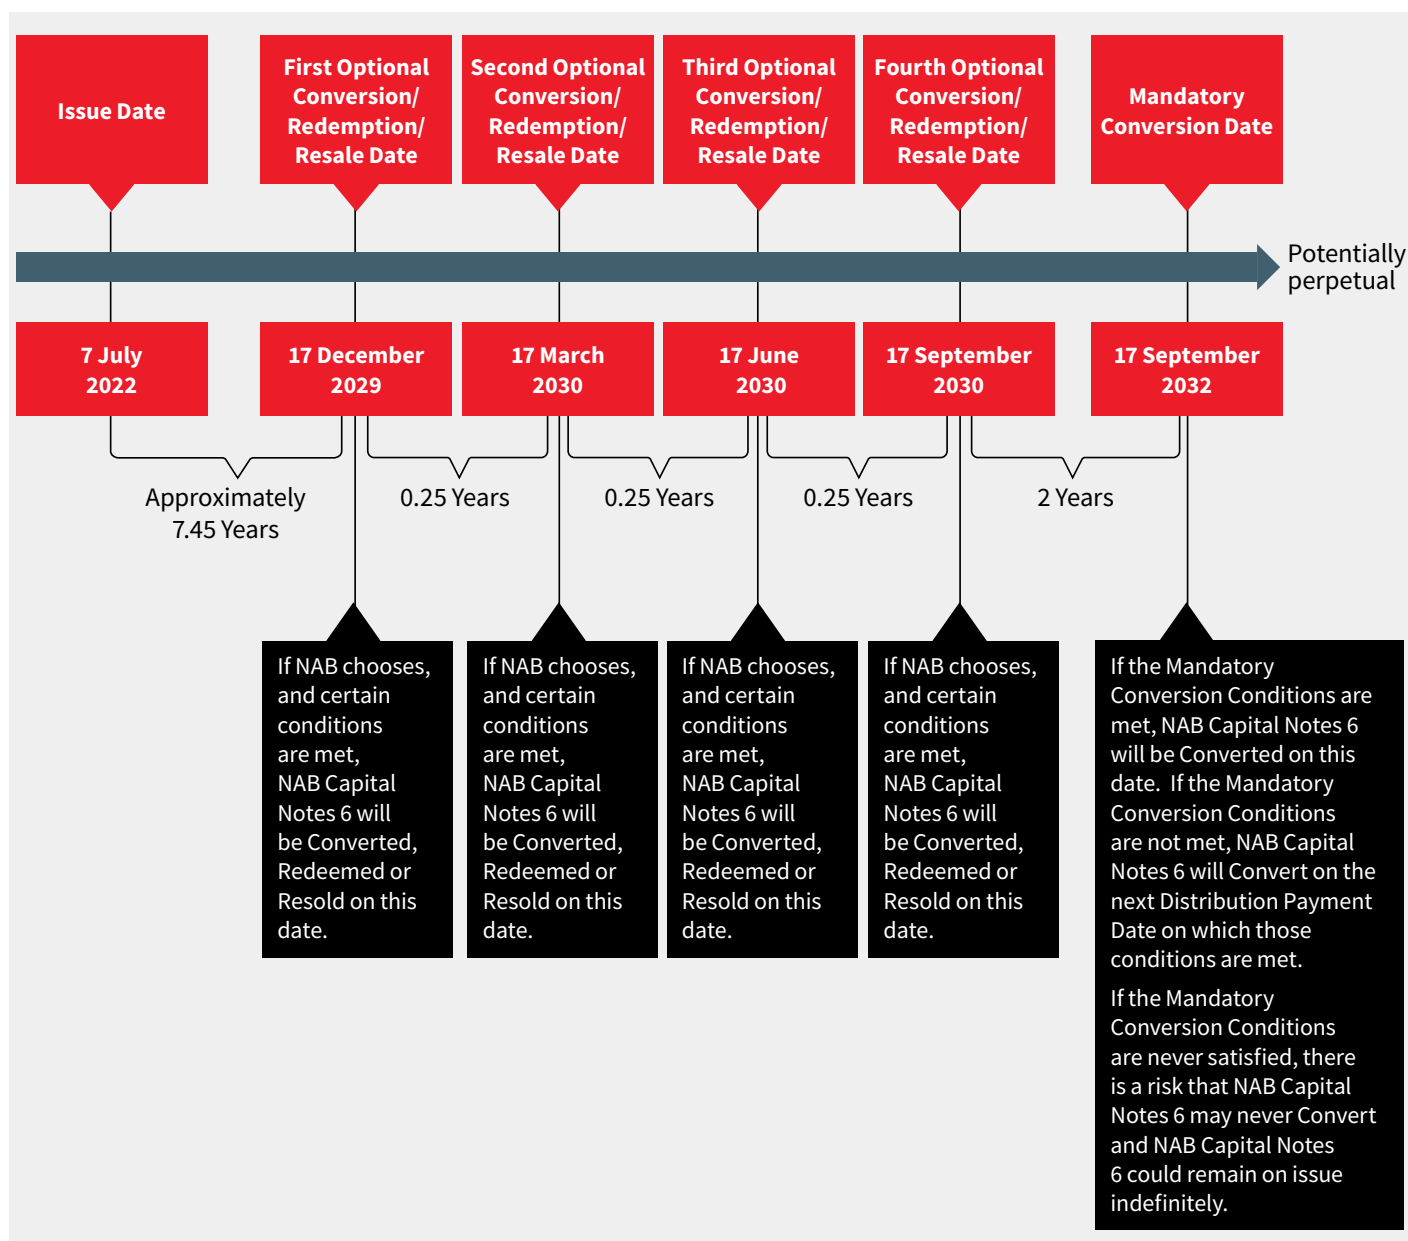 Issue Date
First Optional
Conversion/
Redemption/
Resale Date
Second Optional
Conversion/
Redemption/
Resale Date
Third Optional
Conversion/
Redemption/
Resale Date
Fourth Optional
Conversion/
Redemption/
Resale Date
Mandatory
Conversion Date
Potentially
perpetual
7 July
2022
17 December
2029
17 March
2030
17 June
2030
17 September
2030
17 September
2032
Approximately
7.45 Years
0.25 Years
0.25 Years
0.25 Years
2 Years
If NAB chooses,
and certain
conditions
are met,
NAB Capital
Notes 6 will
be Converted,
Redeemed or
Resold on this
date.
If NAB chooses,
and certain
conditions
are met,
NAB Capital
Notes 6 will
be Converted,
Redeemed or
Resold on this
date.
If NAB chooses,
and certain
conditions
are met,
NAB Capital
Notes 6 will
be Converted,
Redeemed or
Resold on this
date.
If NAB chooses,
and certain
conditions
are met,
NAB Capital
Notes 6 will
be Converted,
Redeemed or
Resold on this
date.
If the Mandatory
Conversion Conditions are
met, NAB Capital Notes 6
will be Converted on this
date.  If the Mandatory
Conversion Conditions
are not met, NAB Capital
Notes 6 will Convert on the
next Distribution Payment
Date on which those
conditions are met.
If the Mandatory
Conversion Conditions
are never satisfied, there
is a risk that NAB Capital
Notes 6 may never Convert
and NAB Capital Notes
6 could remain on issue
indefinitely.